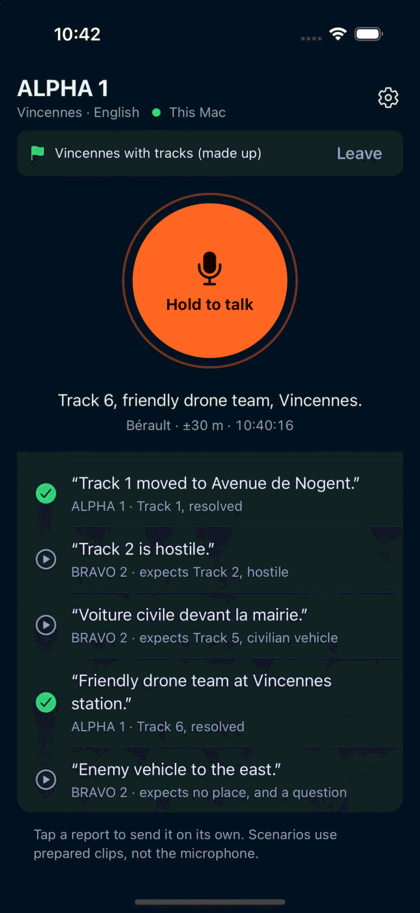 10:42
ALPHA 1
Vincennes · English ● This Mac
Vincennes with tracks (made up) Leave
Hold to talk
Track 6, friendly drone team, Vincennes.
Bérault · ±30 m · 10:40:16
“Track 1 moved to Avenue de Nogent.”
ALPHA 1 · Track 1, resolved
“Track 2 is hostile.”
BRAVO 2 · expects Track 2, hostile
“Voiture civile devant la mairie.”
BRAVO 2 · expects Track 5, civilian vehicle
“Friendly drone team at Vincennes
station.”
ALPHA 1 · Track 6, resolved
“Enemy vehicle to the east.”
BRAVO 2 · expects no place, and a question
Tap a report to send it on its own. Scenarios use
prepared clips, not the microphone.